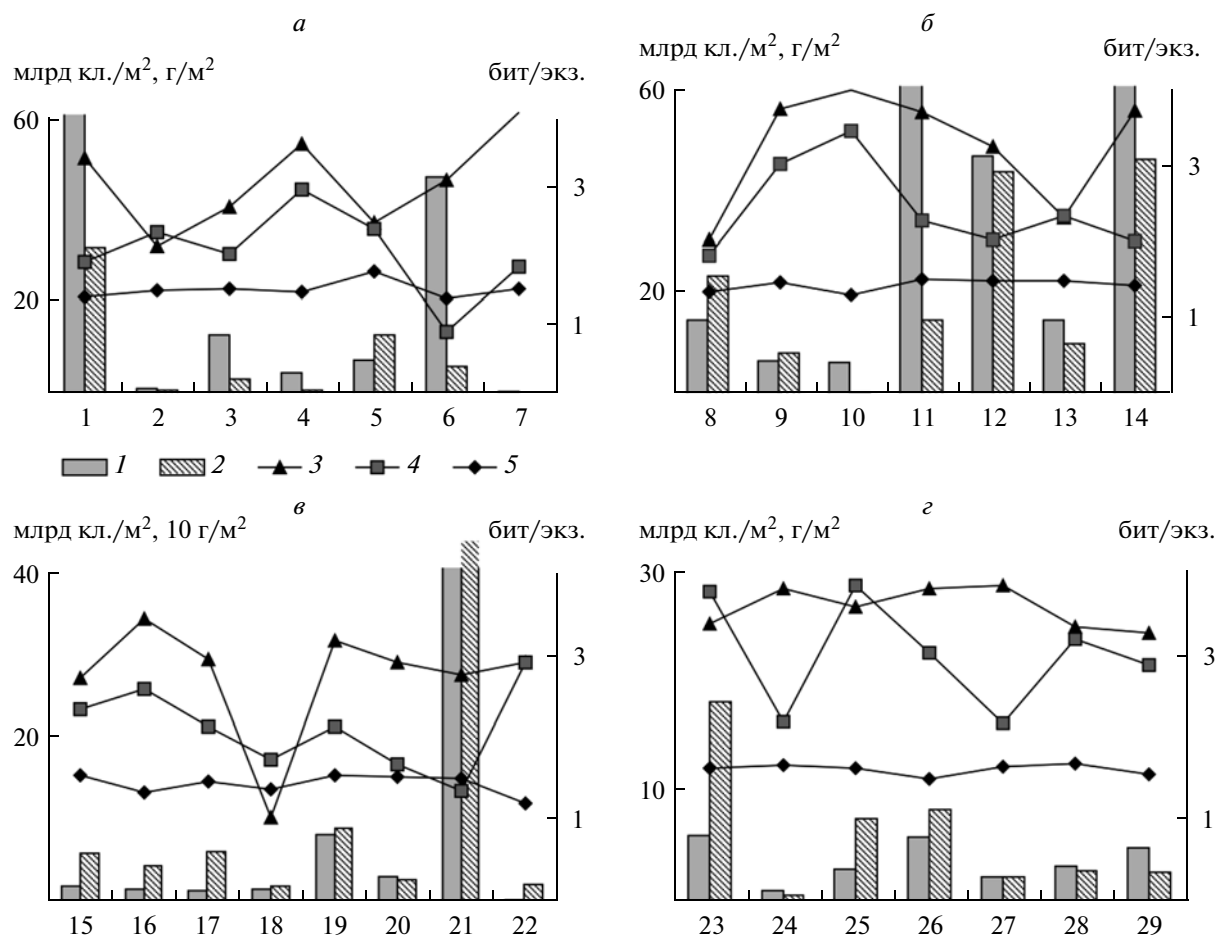 а
млрд кл./м², г/м² бит/экз.
60
3
20
1
1 2 3 4 5 6 7
б
млрд кл./м², г/м² бит/экз.
60
3
20
1
8 9 10 11 12 13 14
1 2 3 4 5
в
млрд кл./м², 10 г/м² бит/экз.
40
3
20
1
15 16 17 18 19 20 21 22
г
млрд кл./м², г/м² бит/экз.
30
3
10
1
23 24 25 26 27 28 29